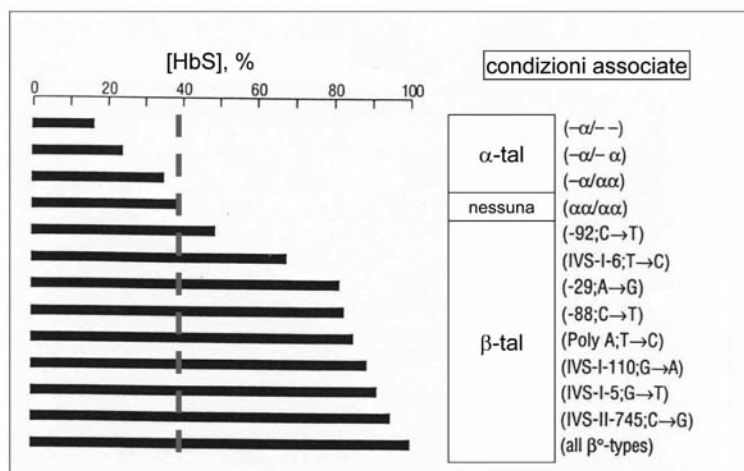 [HbS], %
condizioni associate
0 20 40 60 80 100
(−α/− −)
α-tal (−α/− α)
(−α/αα)
nessuna (αα/αα)
(-92;C→T)
(IVS-I-6;T→C)
(-29;A→G)
(-88;C→T)
β-tal (Poly A;T→C)
(IVS-I-110;G→A)
(IVS-I-5;G→T)
(IVS-II-745;C→G)
(all β°-types)